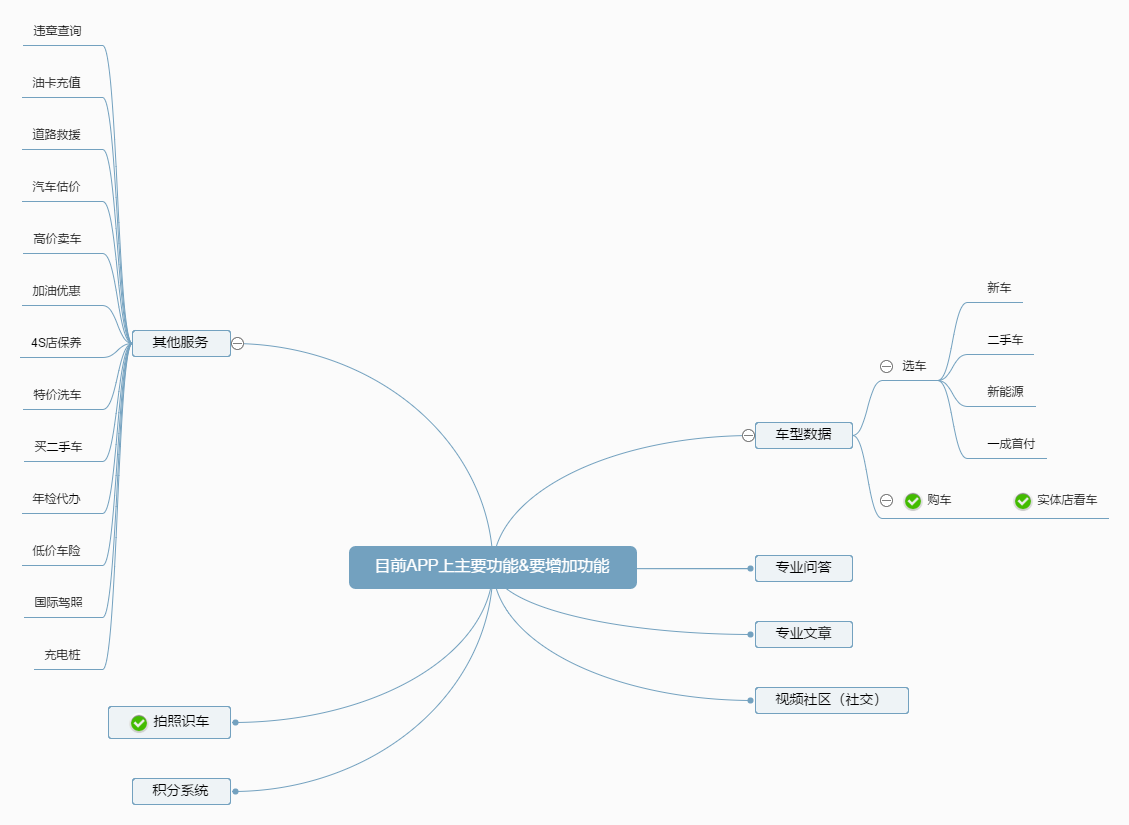 目前APP上主要功能&要增加功能
车型数据
选车
新车
二手车
新能源
一成首付
购车
实体店看车
专业问答
专业文章
视频社区（社交）
其他服务
违章查询
油卡充值
道路救援
汽车估价
高价卖车
加油优惠
4S店保养
特价洗车
买二手车
年检代办
低价车险
国际驾照
充电桩
拍照识车
积分系统